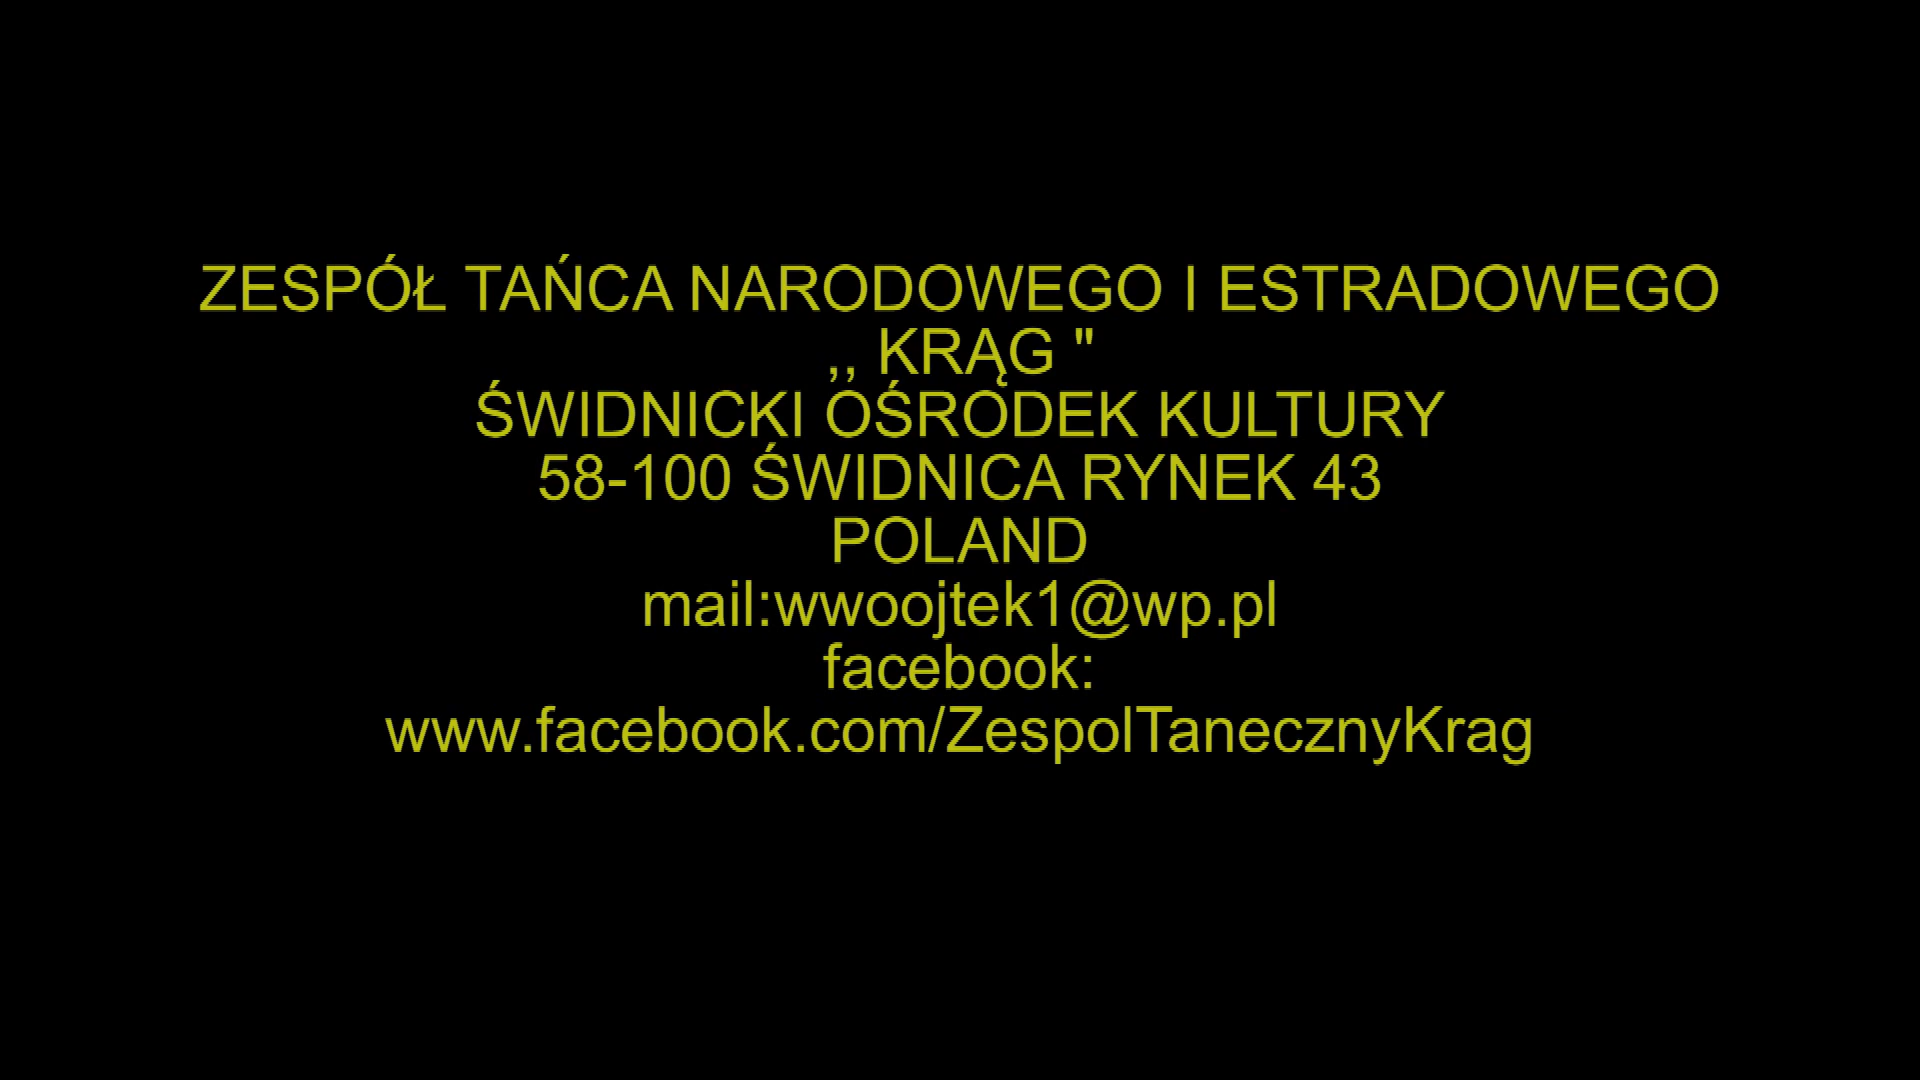 ZESPÓŁ TAŃCA NARODOWEGO I ESTRADOWEGO
,, KRĄG "
ŚWIDNICKI OŚRODEK KULTURY
58-100 ŚWIDNICA RYNEK 43
POLAND
mail:wwoojtek1@wp.pl
facebook:
www.facebook.com/ZespolTanecznyKrag